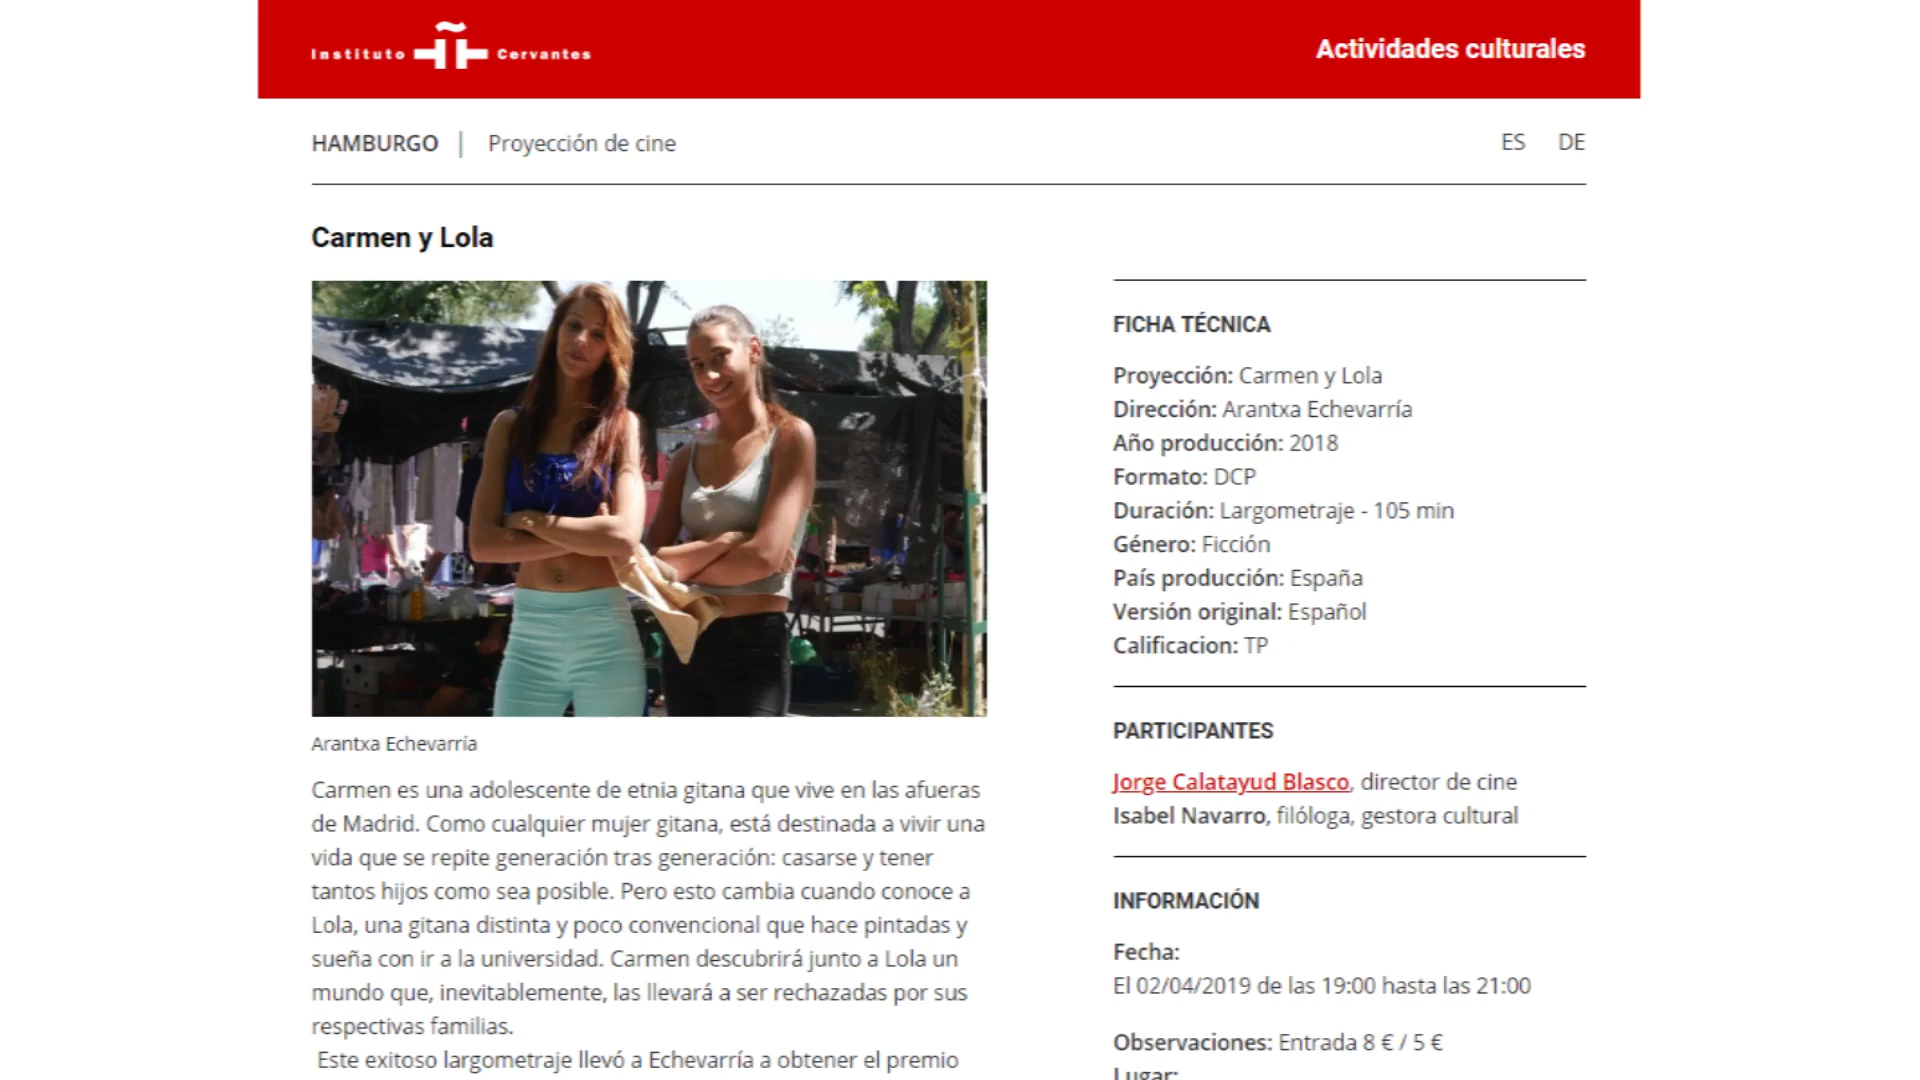 Instituto Cervantes
Actividades culturales
HAMBURGO | Proyección de cine
ES DE
Carmen y Lola
Arantxa Echevarría
Carmen es una adolescente de etnia gitana que vive en las afueras
de Madrid. Como cualquier mujer gitana, está destinada a vivir una
vida que se repite generación tras generación: casarse y tener
tantos hijos como sea posible. Pero esto cambia cuando conoce a
Lola, una gitana distinta y poco convencional que hace pintadas y
sueña con ir a la universidad. Carmen descubrirá junto a Lola un
mundo que, inevitablemente, las llevará a ser rechazadas por sus
respectivas familias.
Este exitoso largometraje llevó a Echevarría a obtener el premio
FICHA TÉCNICA
Proyección: Carmen y Lola
Dirección: Arantxa Echevarría
Año producción: 2018
Formato: DCP
Duración: Largometraje - 105 min
Género: Ficción
País producción: España
Versión original: Español
Calificacion: TP
PARTICIPANTES
Jorge Calatayud Blasco, director de cine
Isabel Navarro, filóloga, gestora cultural
INFORMACIÓN
Fecha:
El 02/04/2019 de las 19:00 hasta las 21:00
Observaciones: Entrada 8 € / 5 €
Lugar: